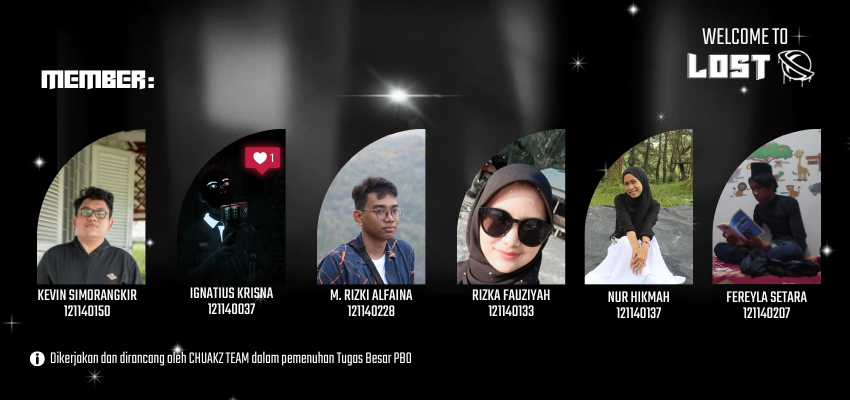 WELCOME TO
LOST
MEMBER:
1
KEVIN SIMORANGKIR
121140150
IGNATIUS KRISNA
121140037
M. RIZKI ALFAINA
121140228
RIZKA FAUZIYAH
121140133
NUR HIKMAH
121140137
FEREYLA SETARA
121140207
Dikerjakan dan dirancang oleh CHUAKZ TEAM dalam pemenuhan Tugas Besar PBO